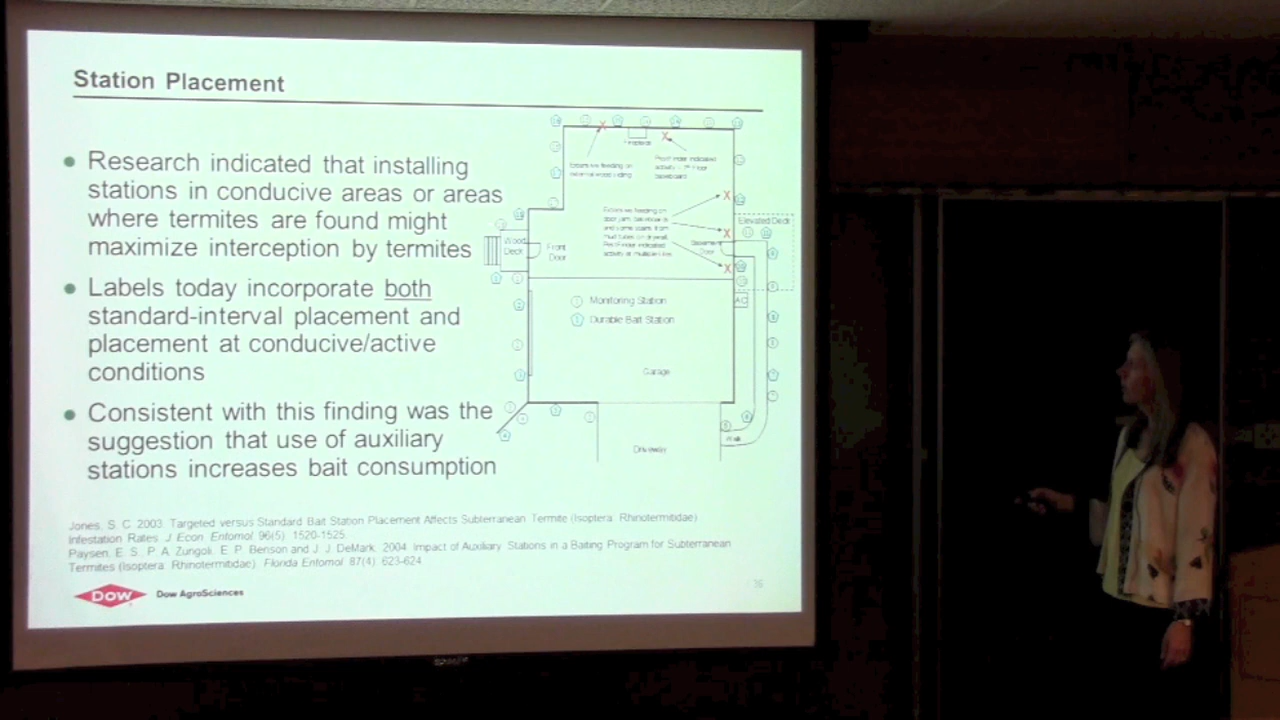 Station Placement
Research indicated that installing
stations in conducive areas or areas
where termites are found might
maximize interception by termites
Labels today incorporate both
standard-interval placement and
placement at conducive/active
conditions
Consistent with this finding was the
suggestion that use of auxiliary
stations increases bait consumption
Fireplace
Elevated Deck
Wood
Deck
Front
Door
Basement
Door
Monitoring Station
Durable Bait Station
AC
Garage
Walk
Driveway
Jones, S. C. 2003. Targeted versus Standard Bait Station Placement Affects Subterranean Termite (Isoptera: Rhinotermitidae)
Infestation Rates. J. Econ. Entomol. 96(5): 1520-1525.
Paysen, E. S., P. A. Zungoli, E. P. Benson and J. J. DeMark. 2004. Impact of Auxiliary Stations in a Baiting Program for Subterranean
Termites (Isoptera: Rhinotermitidae). Florida Entomol. 87(4): 623-624.
DOW Dow AgroSciences
36